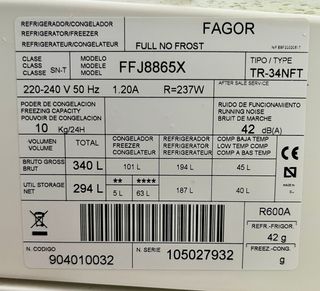 REFRIGERADOR/CONGELADOR
REFRIGERATOR/FREEZER
REFRIGERATEUR/CONGELATEUR
FAGOR
FULL NO FROST
CLASE
CLASS SN-T
CLASSE
MODELO
MODEL FFJ8865X
MODÈLE
TIPO / TYPE
TR-34NFT
220-240 V 50 Hz 1.20A R=237W
AFTER SALE SERVICE
PODER DE CONGELACION
FREEZING CAPACITY
POUVOIR DE CONGELATION
10 Kg/24H
RUIDO DE FUNCIONAMIENTO
RUNNING NOISE
BRUIT DE MARCHE
42 dB(A)
VOLUMEN
VOLUME TOTAL
CONGELADOR
FREEZER
CONGELATEUR
REFRIGERADOR
REFRIGERATOR
REFRIGERATEUR
COMP BAJA TEMP
LOW TEMP COMP
COMP A BAS TEMP
BRUTO GROSS
BRUT 340 L 101 L 194 L 45 L
UTIL STORAGE
NET 294 L ** 5 L **** 63 L 187 L 40 L
CE
R600A
REFR.-FRIGOR.
42 g
FREEZ.-CONG.
g
N. CODIGO
904010032
N. SERIE
105027932